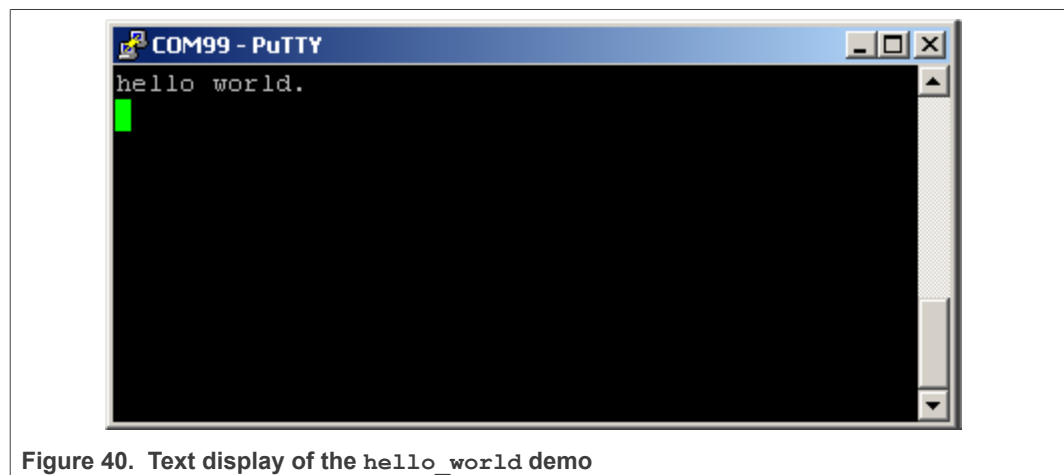 COM99 - PuTTY
hello world.
Figure 40. Text display of the hello_world demo